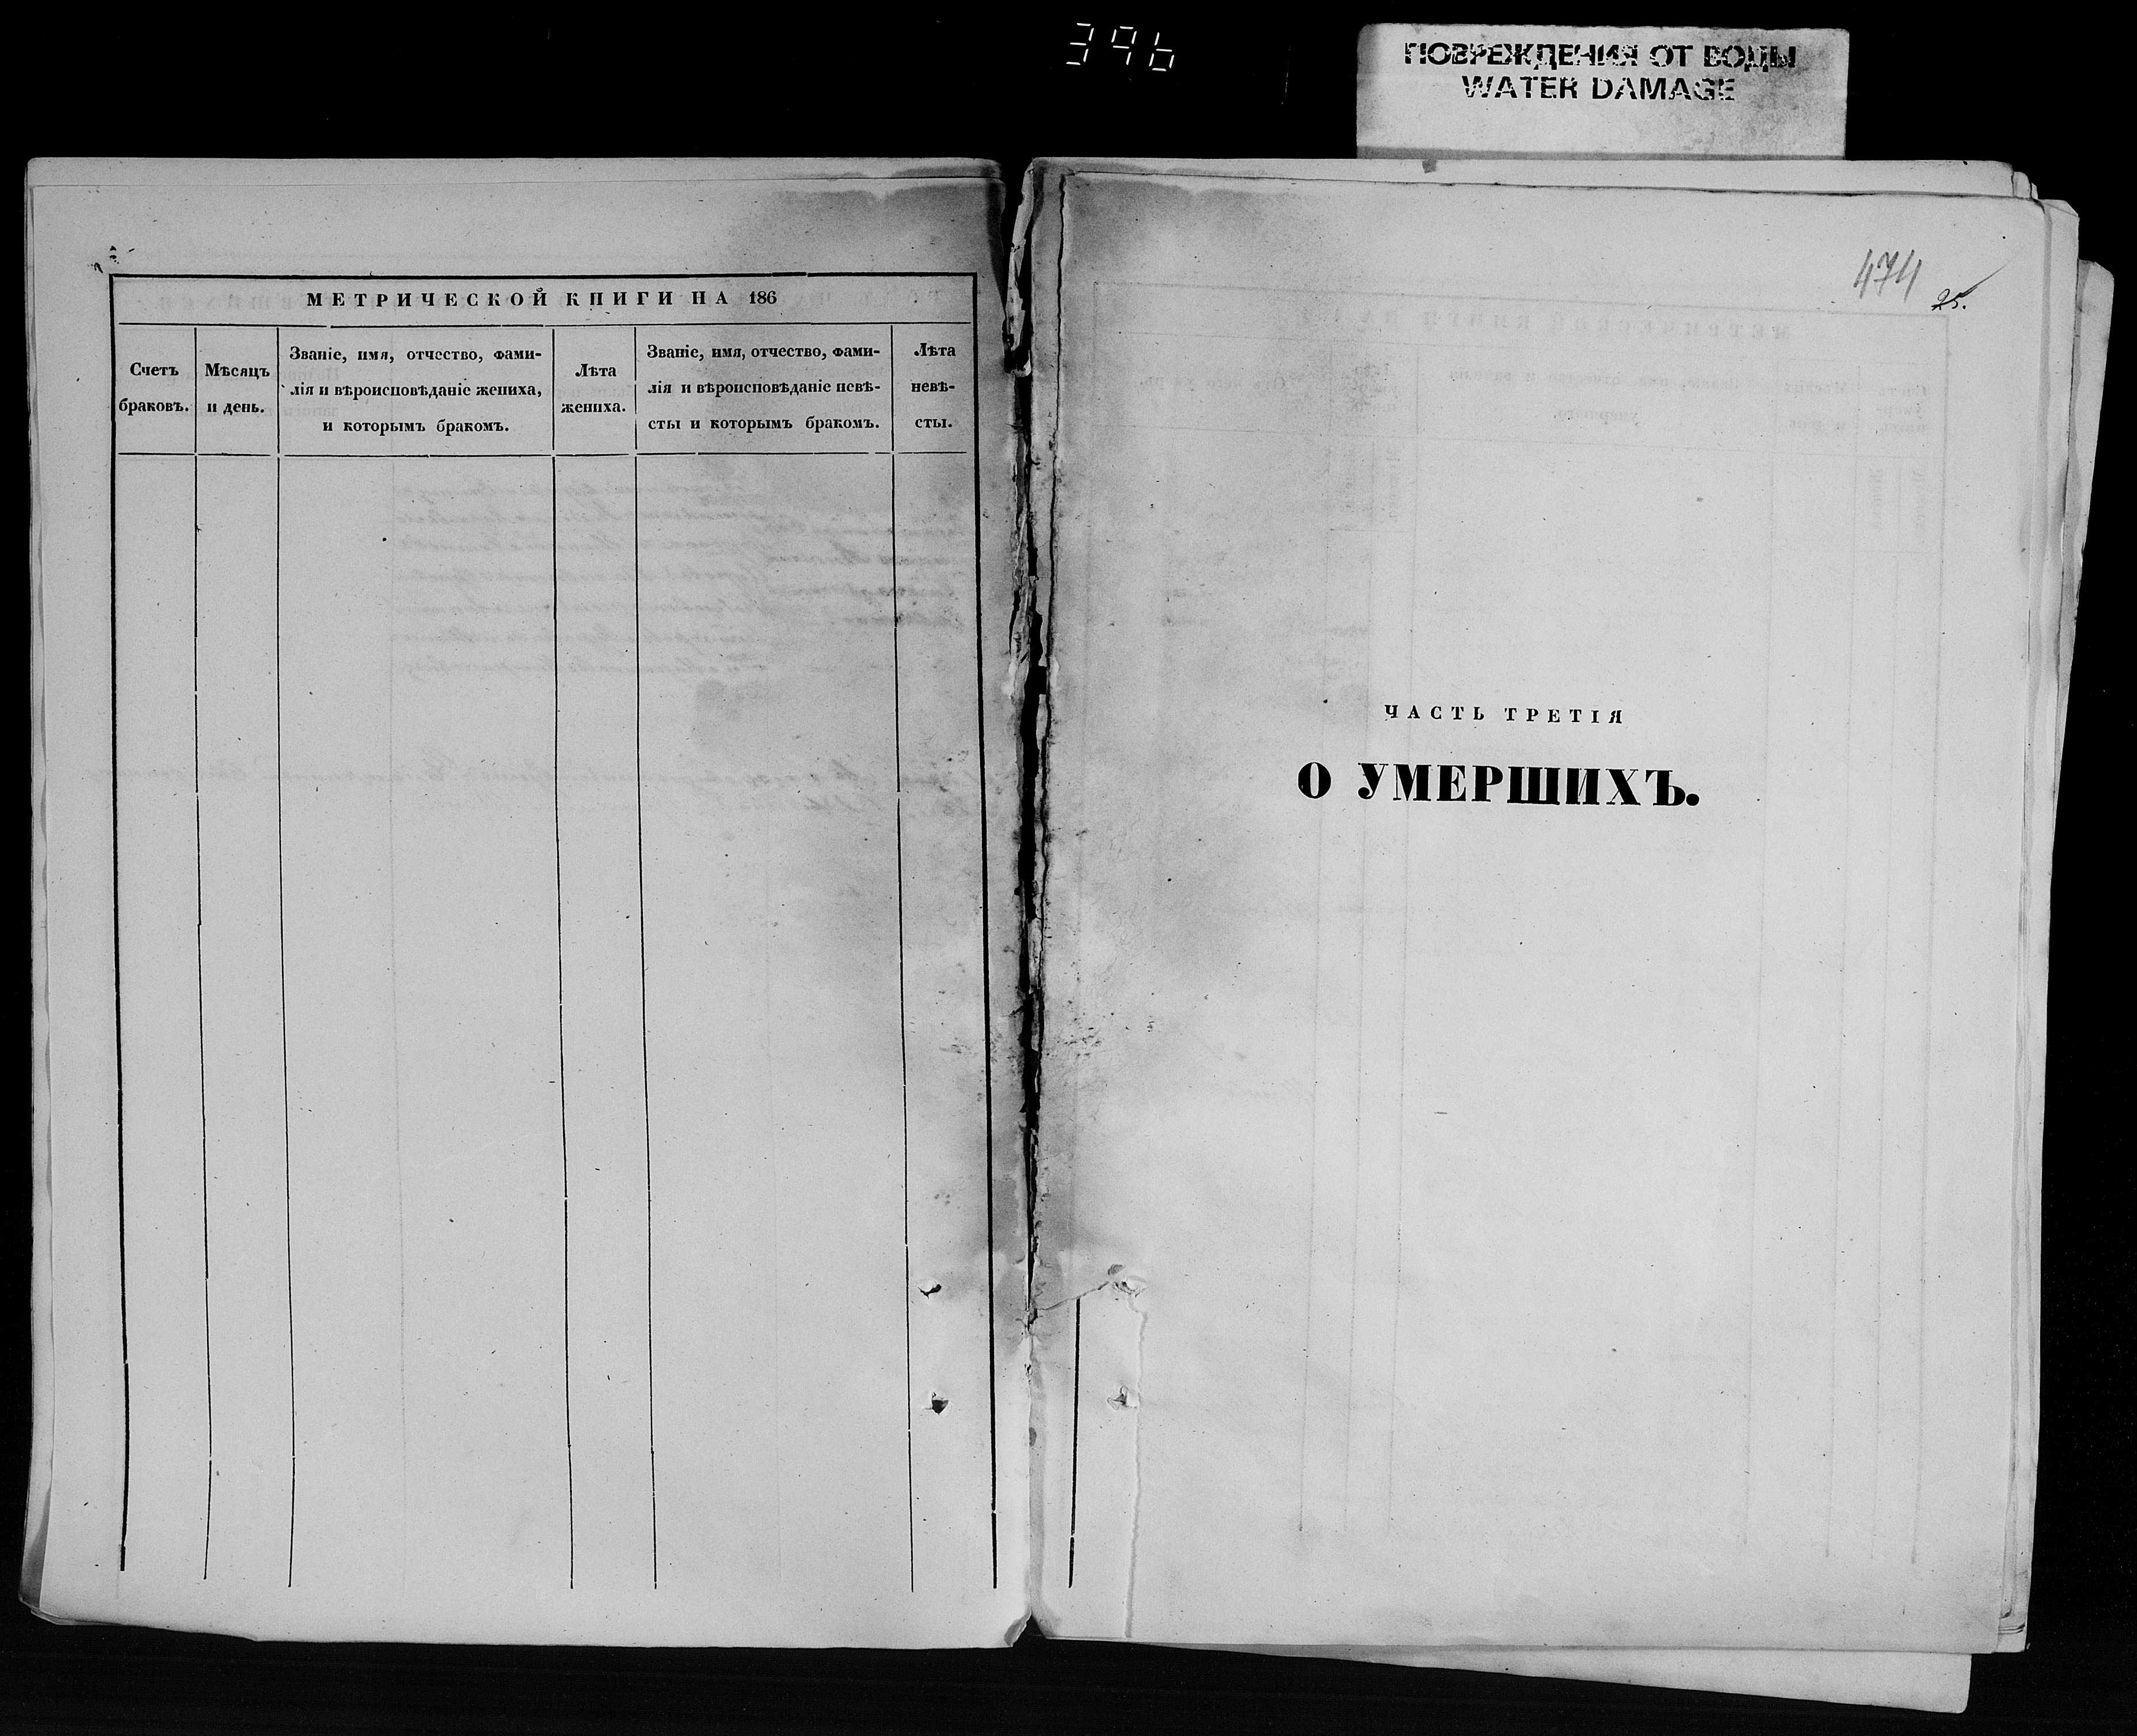 396
ПОВРЕЖДЕНИЯ ОТ ВОДЫ
WATER DAMAGE
МЕТРИЧЕСКОЙ КНИГИ НА 186
Счетъ
браковъ.
Мѣсяцъ
и день.
Званіе, имя, отчество, фами-
лія и вѣроисповѣданіе жениха,
и которымъ бракомъ.
Лѣта
жениха.
Званіе, имя, отчество, фами-
лія и вѣроисповѣданіе невѣ-
сты и которымъ бракомъ.
Лѣта
невѣ-
сты.
474
25.
ЧАСТЬ ТРЕТІЯ
О УМЕРШИХЪ.